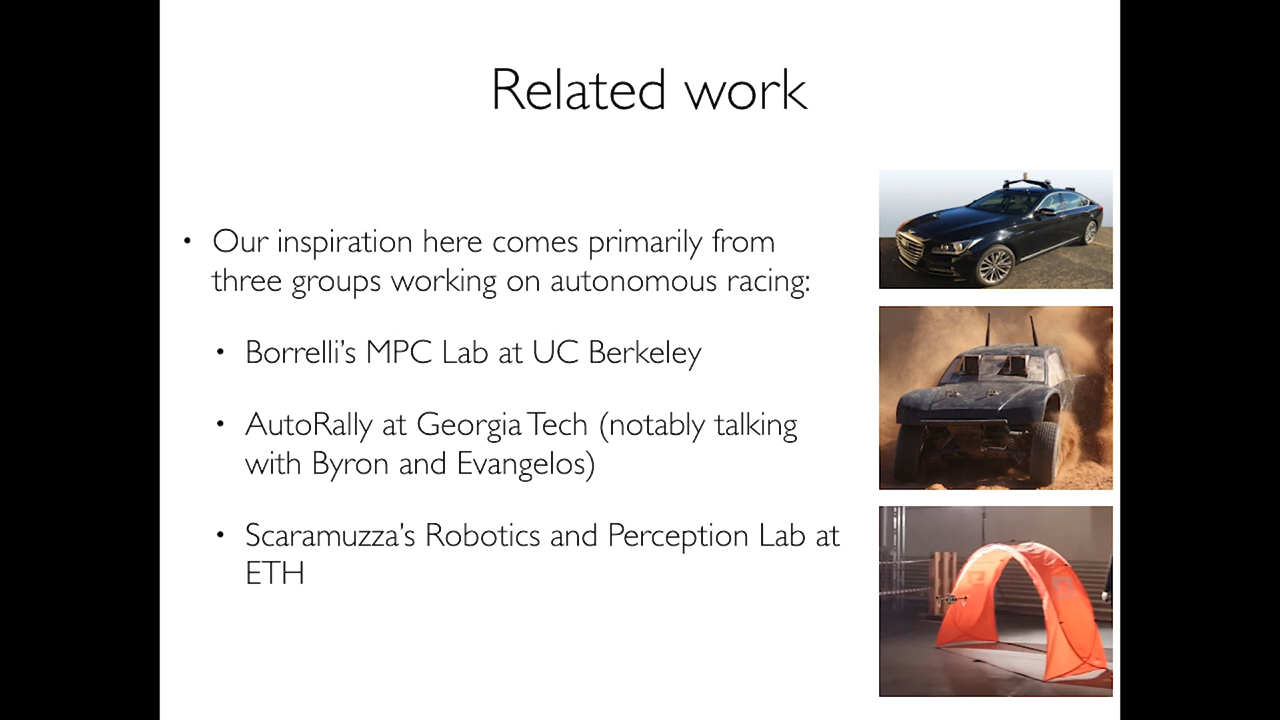 Related work
• Our inspiration here comes primarily from
three groups working on autonomous racing:
• Borrelli’s MPC Lab at UC Berkeley
• AutoRally at Georgia Tech (notably talking
with Byron and Evangelos)
• Scaramuzza’s Robotics and Perception Lab at
ETH